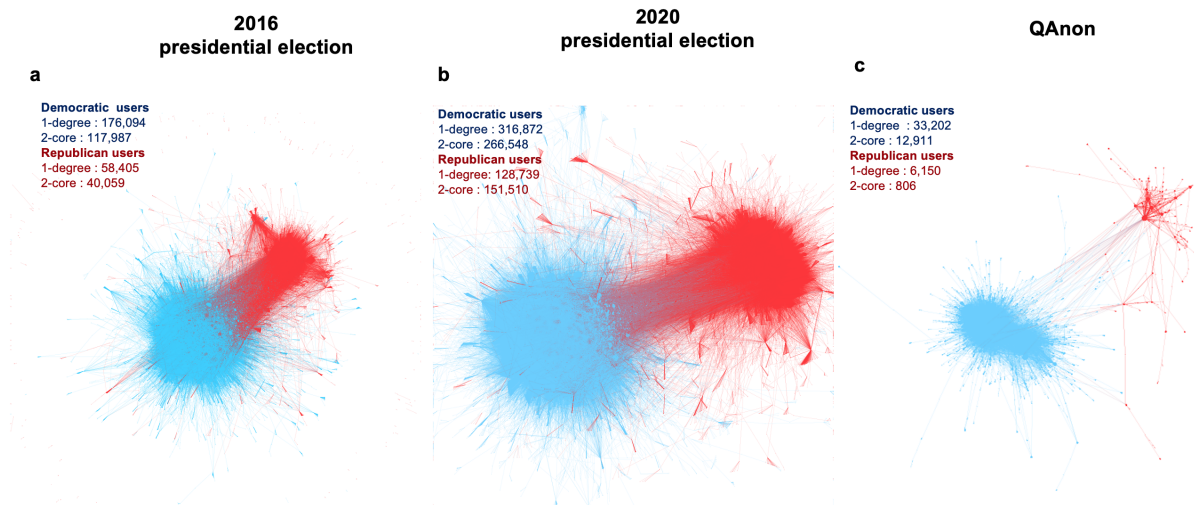 2016
presidential election
a
Democratic users
1-degree : 176,094
2-core : 117,987
Republican users
1-degree : 58,405
2-core : 40,059
2020
presidential election
b
Democratic users
1-degree : 316,872
2-core : 266,548
Republican users
1-degree: 128,739
2-core : 151,510
QAnon
c
Democratic users
1-degree : 33,202
2-core : 12,911
Republican users
1-degree : 6,150
2-core : 806